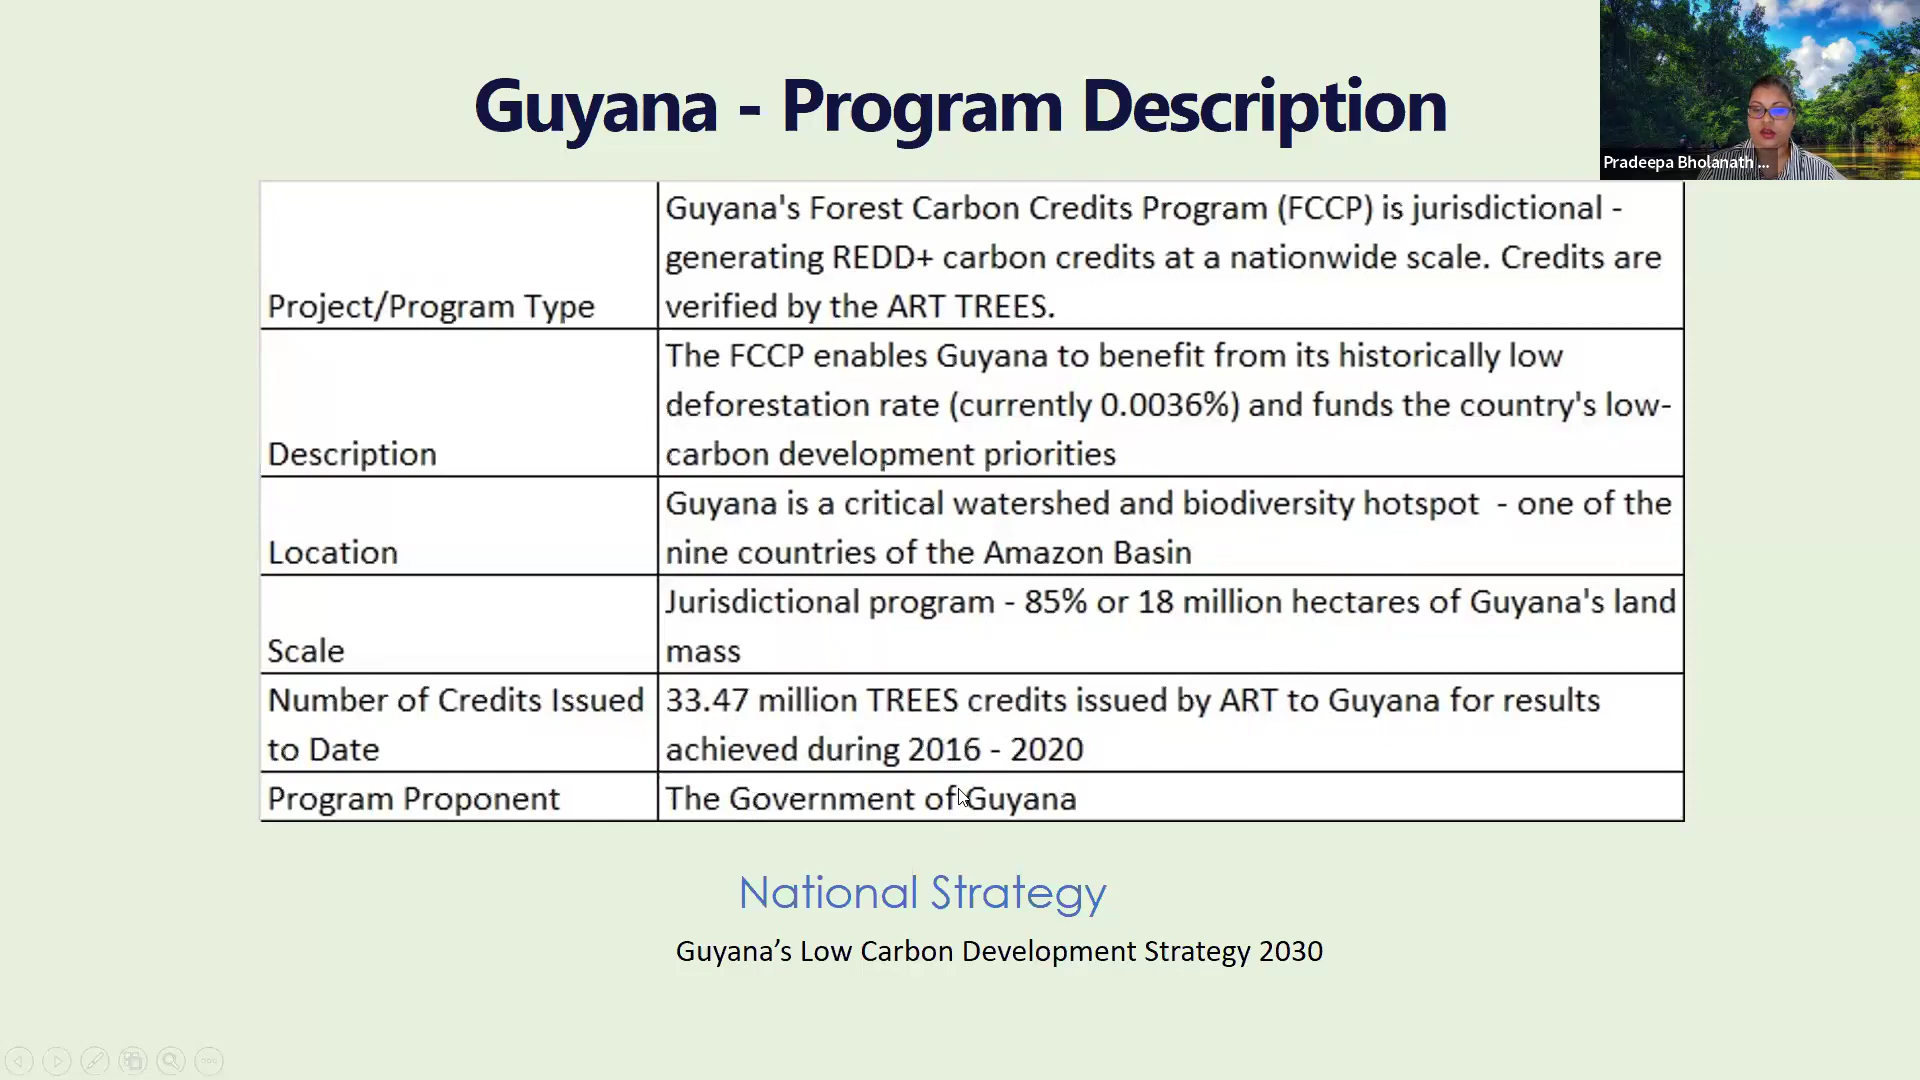 Guyana - Program Description
Pradeepa Bholanath ...
Project/Program Type
Guyana's Forest Carbon Credits Program (FCCP) is jurisdictional -
generating REDD+ carbon credits at a nationwide scale. Credits are
verified by the ART TREES.
Description
The FCCP enables Guyana to benefit from its historically low
deforestation rate (currently 0.0036%) and funds the country's low-
carbon development priorities
Location
Guyana is a critical watershed and biodiversity hotspot - one of the
nine countries of the Amazon Basin
Scale
Jurisdictional program - 85% or 18 million hectares of Guyana's land
mass
Number of Credits Issued
to Date
33.47 million TREES credits issued by ART to Guyana for results
achieved during 2016 - 2020
Program Proponent
The Government of Guyana
National Strategy
Guyana’s Low Carbon Development Strategy 2030